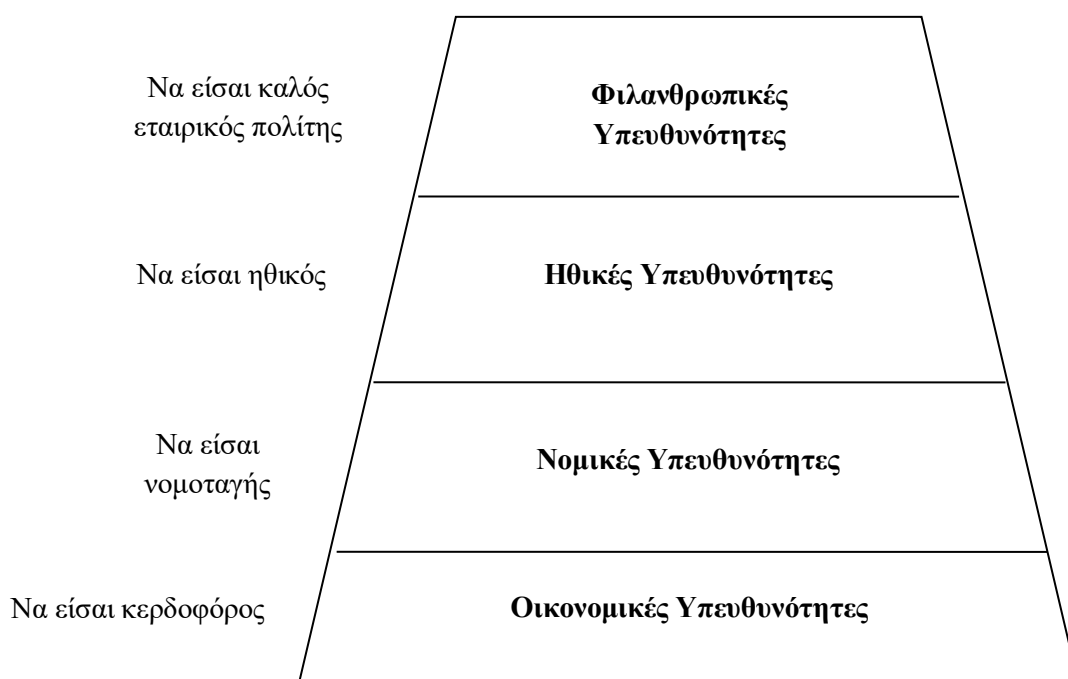 Να είσαι καλός
εταιρικός πολίτης
Φιλανθρωπικές
Υπευθυνότητες
Να είσαι ηθικός
Ηθικές Υπευθυνότητες
Να είσαι
νομοταγής
Νομικές Υπευθυνότητες
Να είσαι κερδοφόρος
Οικονομικές Υπευθυνότητες